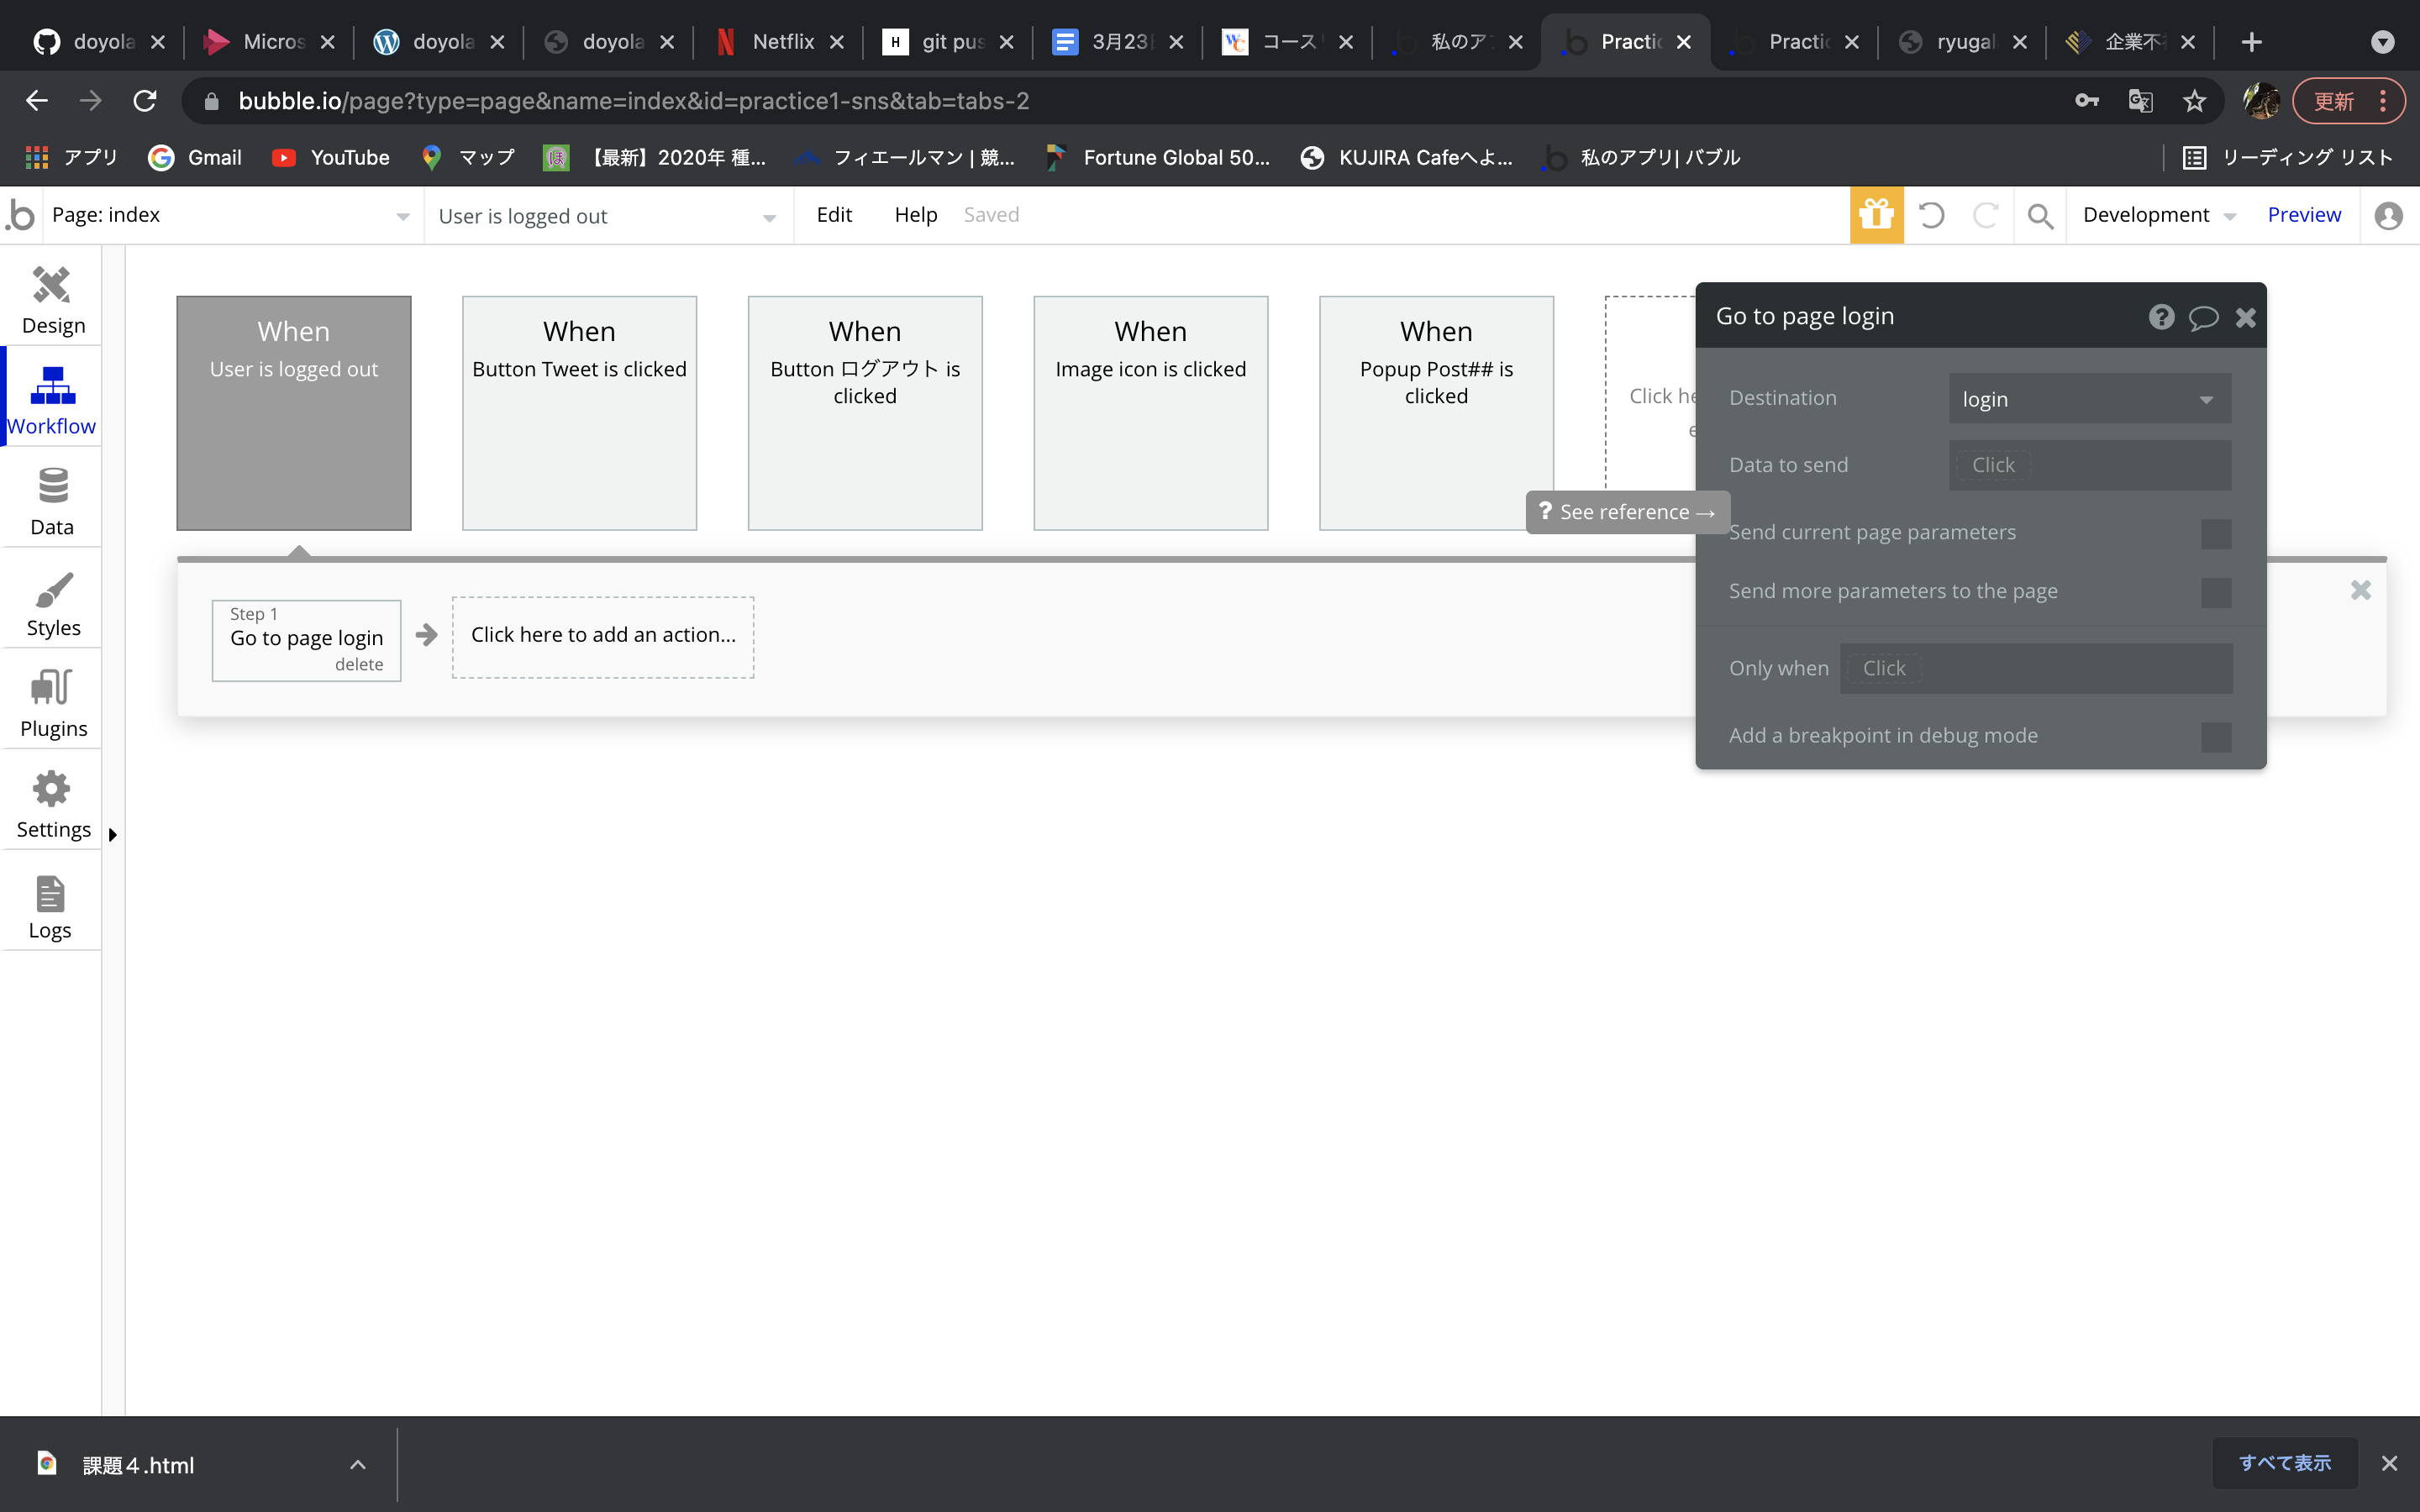 doyola
Micros
doyola
doyola
Netflix
git pus
3月23
コース
私のア
Practic
Practic
ryugal
企業不
bubble.io/page?type=page&name=index&id=practice1-sns&tab=tabs-2
更新
アプリ
Gmail
YouTube
マップ
【最新】2020年 種...
フィエールマン | 競...
Fortune Global 50...
KUJIRA Cafeへよ...
私のアプリ| バブル
リーディング リスト
Page: index
User is logged out
Edit
Help
Saved
Development
Preview
Design
Workflow
Data
Styles
Plugins
Settings
Logs
When
User is logged out
When
Button Tweet is clicked
When
Button ログアウト is
clicked
When
Image icon is clicked
When
Popup Post## is
clicked
Click he
e
? See reference →
Step 1
Go to page login
delete
Click here to add an action...
Go to page login
Destination
login
Data to send
Click
Send current page parameters
Send more parameters to the page
Only when
Click
Add a breakpoint in debug mode
課題４.html
すべて表示